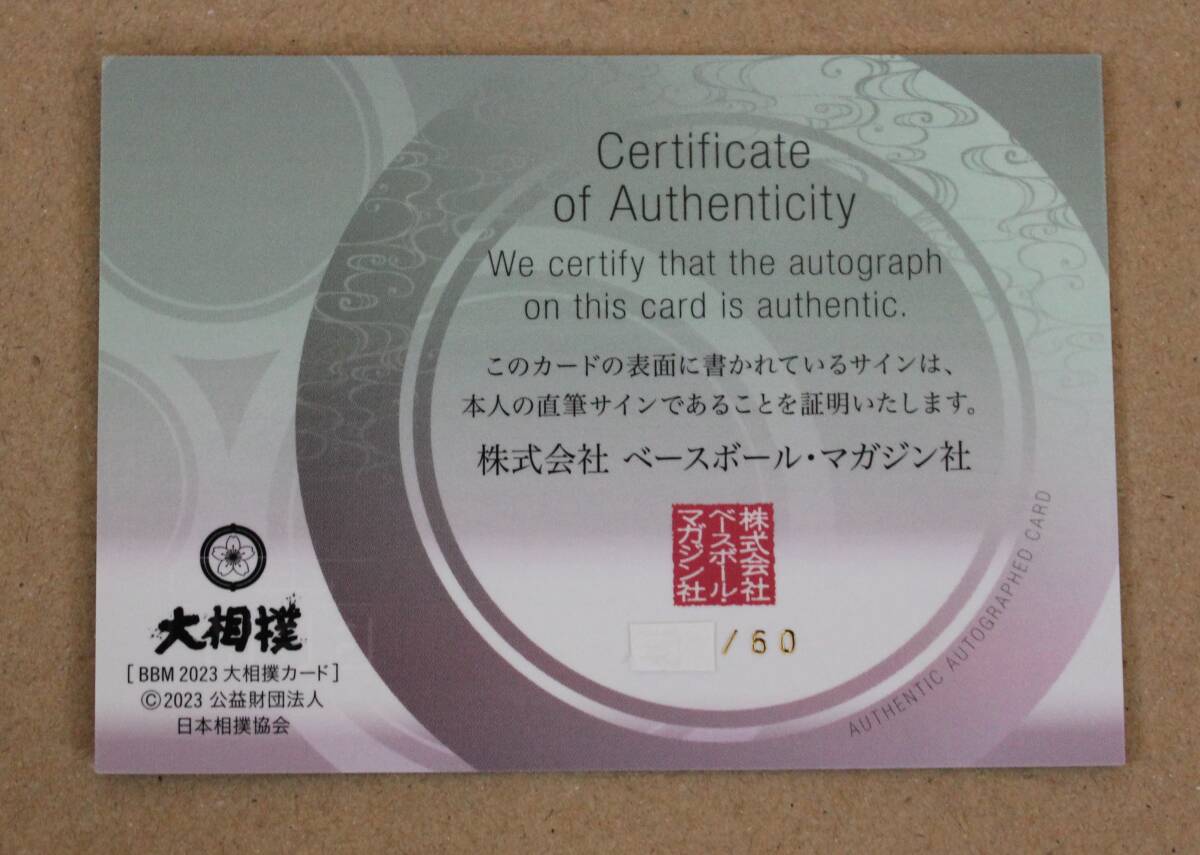 Certificate
of Authenticity
We certify that the autograph
on this card is authentic.
このカードの表面に書かれているサインは、
本人の直筆サインであることを証明いたします。
株式会社 ベースボール・マガジン社
株式会社
ベースボール・
マガジン社
/60
AUTHENTIC AUTOGRAPHED CARD
大相撲
[BBM 2023 大相撲カード]
©2023 公益財団法人
日本相撲協会